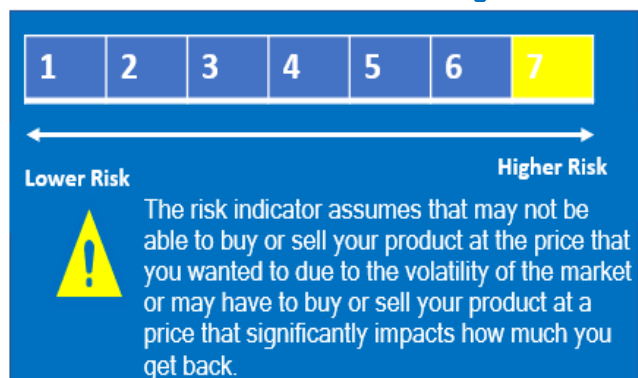 1 2 3 4 5 6 7
Lower Risk
Higher Risk
The risk indicator assumes that may not be
able to buy or sell your product at the price that
you wanted to due to the volatility of the market
or may have to buy or sell your product at a
price that significantly impacts how much you
get back.